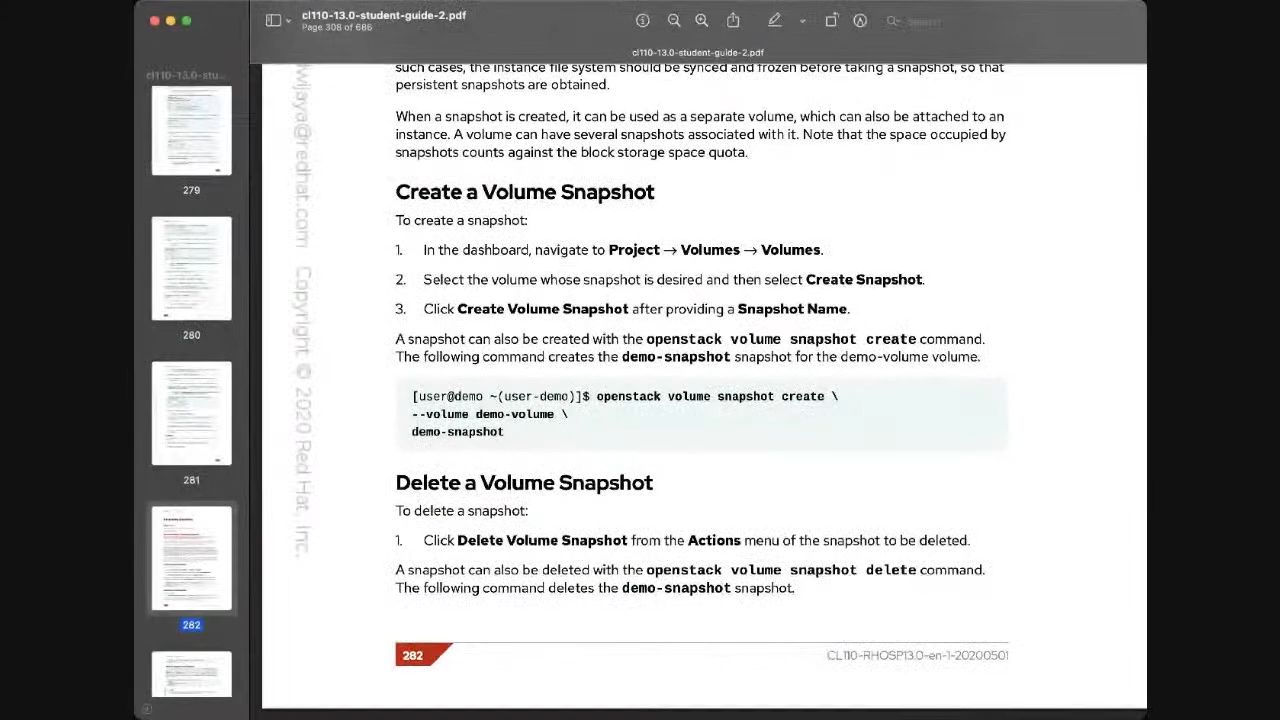 cl110-13.0-student-guide-2.pdf
Page 308 of 686
Search
cl110-13.0-student-guide-2.pdf
cl110-13.0-stu...
279
280
281
282
such cases, the instance file system should be synced or frozen before taking a snapshots so that
persistent snapshots are obtained.
When a snapshot is created, it can be used as a separate volume, which can also be attached to an
instance. A volume can have several snapshots associated with it. Note that the space occupied by
snapshots counts against the block storage space quota.
Create a Volume Snapshot
To create a snapshot:
1. In the dashboard, navigate to Project → Volumes → Volumes.
2. Select the volume whose snapshot is desired and then select Create Snapshot.
3. Click Create Volume Snapshot after providing a Snapshot Name.
A snapshot can also be created with the openstack volume snapshot create command.
The following command creates the demo-snapshot snapshot for the demo-volume volume.
[user@demo ~(user-demo)]$ openstack volume snapshot create \
--volume demo-volume \
demo-snapshot
Delete a Volume Snapshot
To delete a snapshot:
1. Click Delete Volume Snapshot from the Actions menu of the snapshot to be deleted.
A snapshot can also be deleted with the openstack volume snapshot delete command.
The following command deletes the demo-snapshot snapshot.
282
CL110-RHOSP13.0-en-1-20200501
@redhat.com Copyright © 2020 Red Hat, Inc.